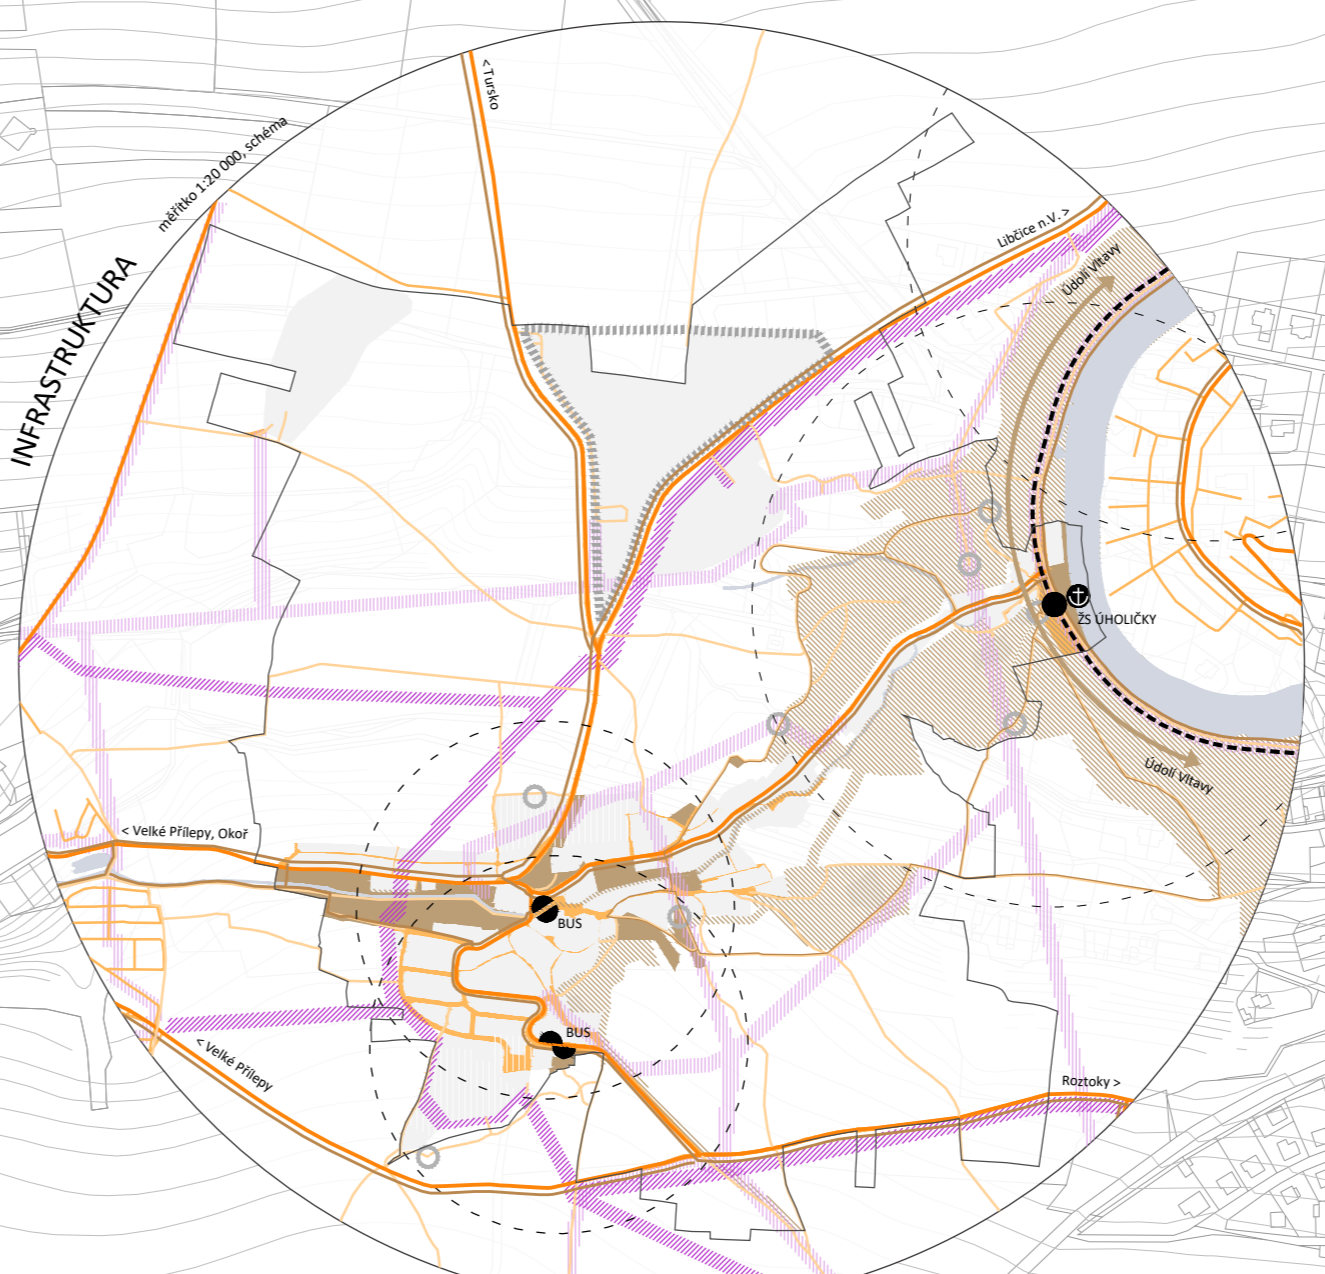 < Tursko
měřítko 1:20 000, schéma
INFRASTRUKTURA
Libčice n.V. >
Údolí Vltavy
ŽS ÚHOLIČKY
Údolí Vltavy
< Velké Přílepy, Okoř
BUS
BUS
< Velké Přílepy
Roztoky >